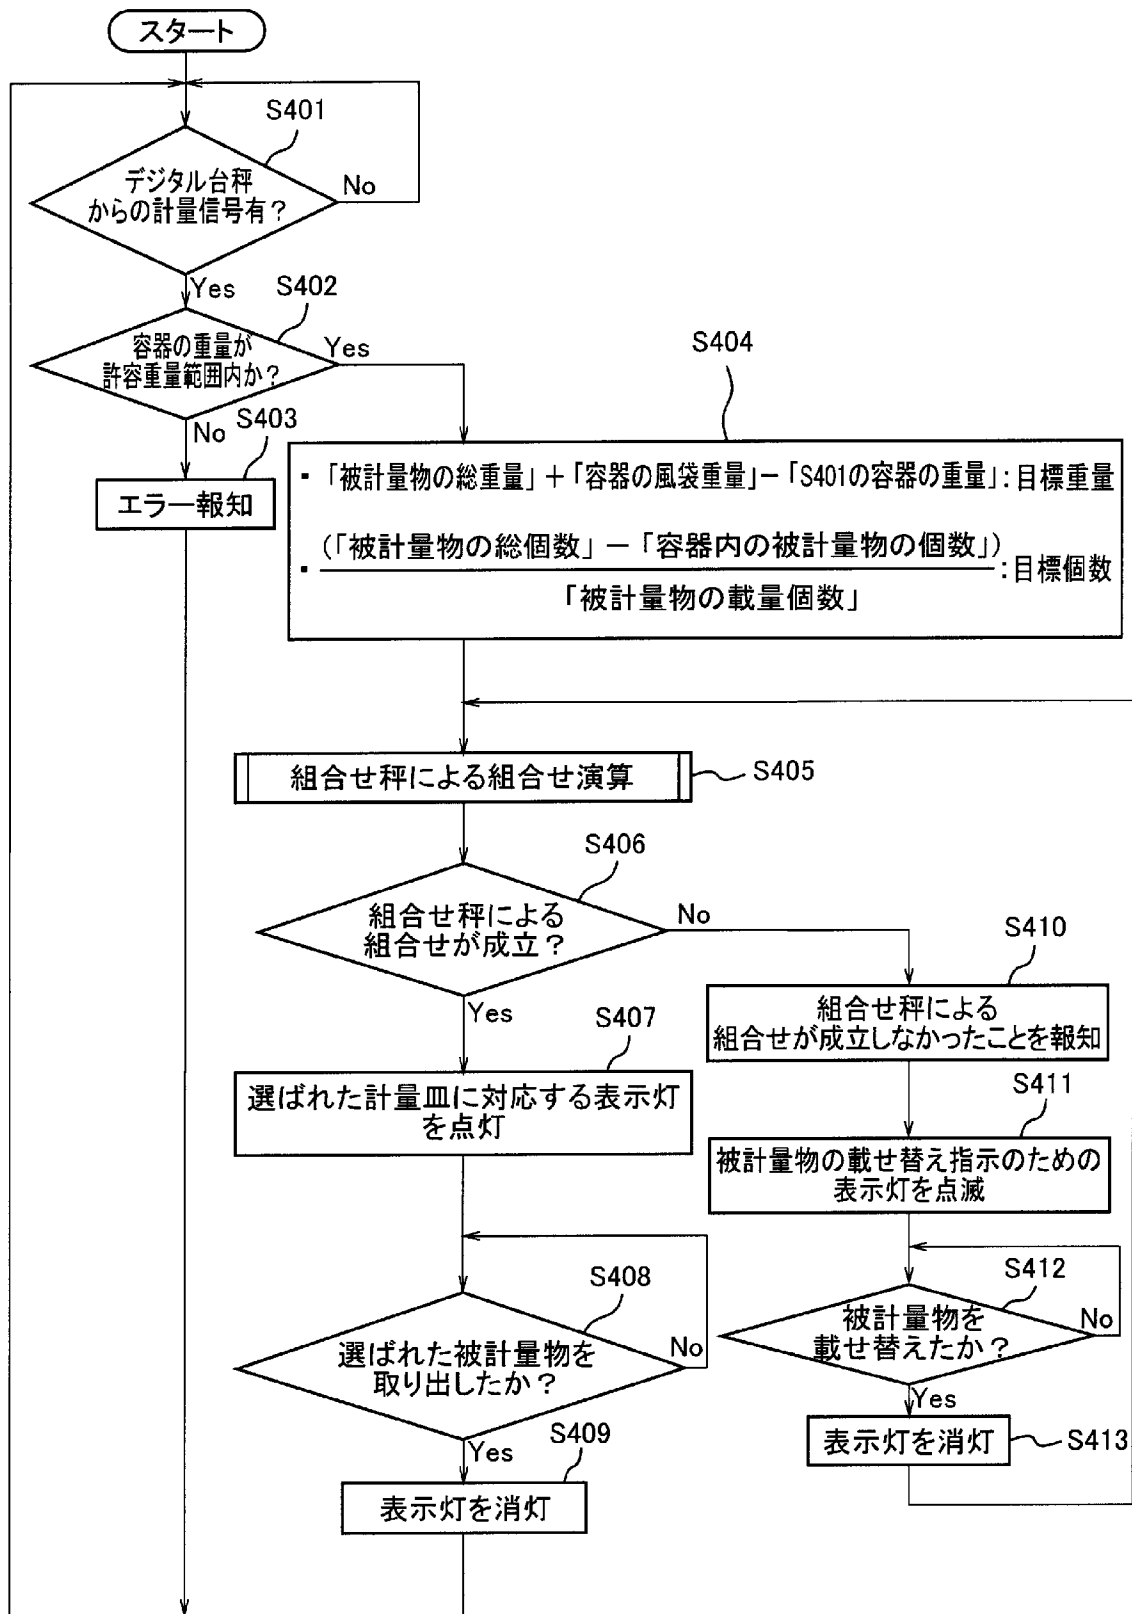 スタート
S401
デジタル台秤
からの計量信号有？
No
Yes
S402
容器の重量が
許容重量範囲内か？
Yes
No
S403
エラー報知
S404
▪ 「被計量物の総重量」＋「容器の風袋重量」－「S401の容器の重量」：目標重量
(「被計量物の総個数」－「容器内の被計量物の個数」)
▪ ：目標個数
「被計量物の載量個数」
組合せ秤による組合せ演算
S405
S406
組合せ秤による
組合せが成立？
No
Yes
S407
選ばれた計量皿に対応する表示灯
を点灯
S408
選ばれた被計量物を
取り出したか？
No
Yes
S409
表示灯を消灯
S410
組合せ秤による
組合せが成立しなかったことを報知
S411
被計量物の載せ替え指示のための
表示灯を点滅
S412
被計量物を
載せ替えたか？
No
Yes
表示灯を消灯
S413